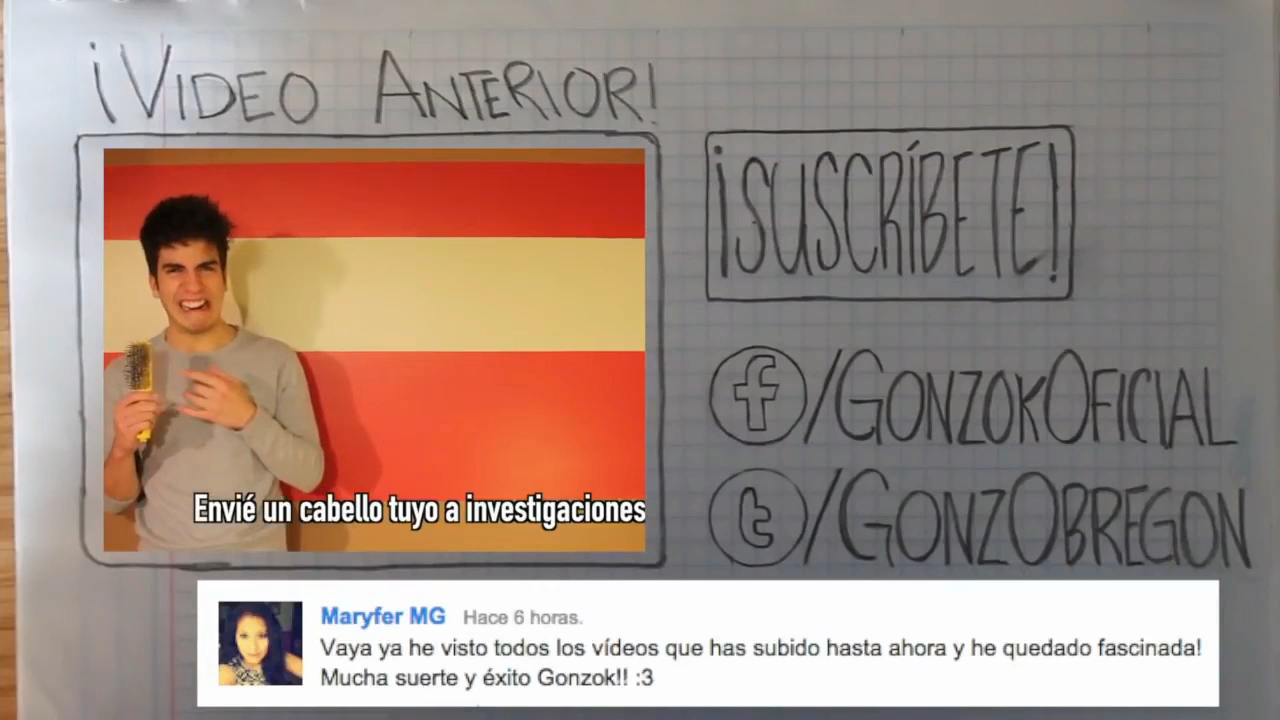 ¡VIDEO ANTERIOR!
¡SUSCRÍBETE!
Envié un cabello tuyo a investigaciones
f/GONZOKOFICIAL
t/GONZOBREGON
Maryfer MG Hace 6 horas.
Vaya ya he visto todos los vídeos que has subido hasta ahora y he quedado fascinada!
Mucha suerte y éxito Gonzok!! :3